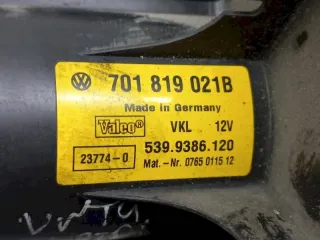 701 819 021B
Made in Germany
Valeo® VKL 12V
539.9386.120
23774-0
Mat.-Nr. 0765 0115 12